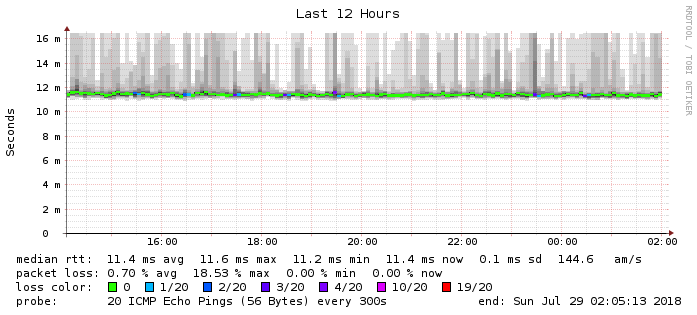 Last 12 Hours
RRDTOOL / TOBI OETIKER
Seconds
16 m
14 m
12 m
10 m
8 m
6 m
4 m
2 m
0
16:00 18:00 20:00 22:00 00:00 02:00
median rtt: 11.4 ms avg 11.6 ms max 11.2 ms min 11.4 ms now 0.1 ms sd 144.6 am/s
packet loss: 0.70 % avg 18.53 % max 0.00 % min 0.00 % now
loss color: 0 1/20 2/20 3/20 4/20 10/20 19/20
probe: 20 ICMP Echo Pings (56 Bytes) every 300s end: Sun Jul 29 02:05:13 2018